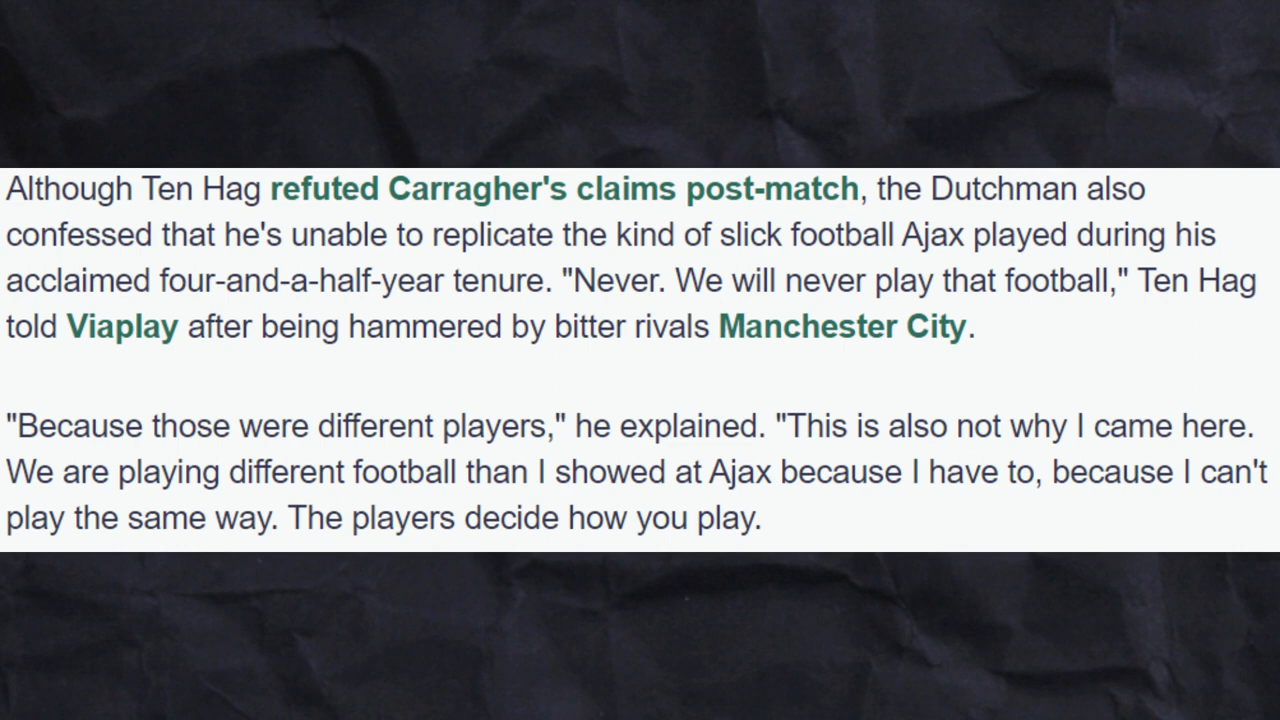 Although Ten Hag refuted Carragher's claims post-match, the Dutchman also
confessed that he's unable to replicate the kind of slick football Ajax played during his
acclaimed four-and-a-half-year tenure. "Never. We will never play that football," Ten Hag
told Viaplay after being hammered by bitter rivals Manchester City.
"Because those were different players," he explained. "This is also not why I came here.
We are playing different football than I showed at Ajax because I have to, because I can't
play the same way. The players decide how you play.